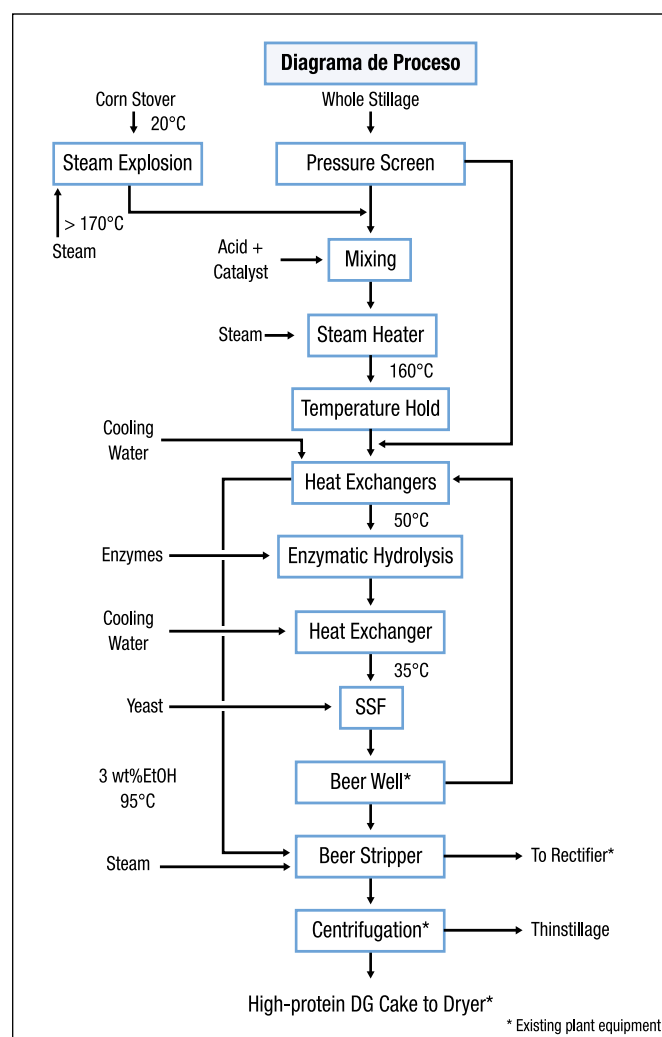 Diagrama de Proceso
Corn Stover
Whole Stillage
20°C
Steam Explosion
Pressure Screen
> 170°C
Steam
Acid +
Catalyst
Mixing
Steam
Steam Heater
160°C
Temperature Hold
Cooling
Water
Heat Exchangers
50°C
Enzymes
Enzymatic Hydrolysis
Cooling
Water
Heat Exchanger
35°C
Yeast
SSF
3 wt%EtOH
95°C
Beer Well*
Steam
Beer Stripper
To Rectifier*
Centrifugation*
Thinstillage
High-protein DG Cake to Dryer*
* Existing plant equipment